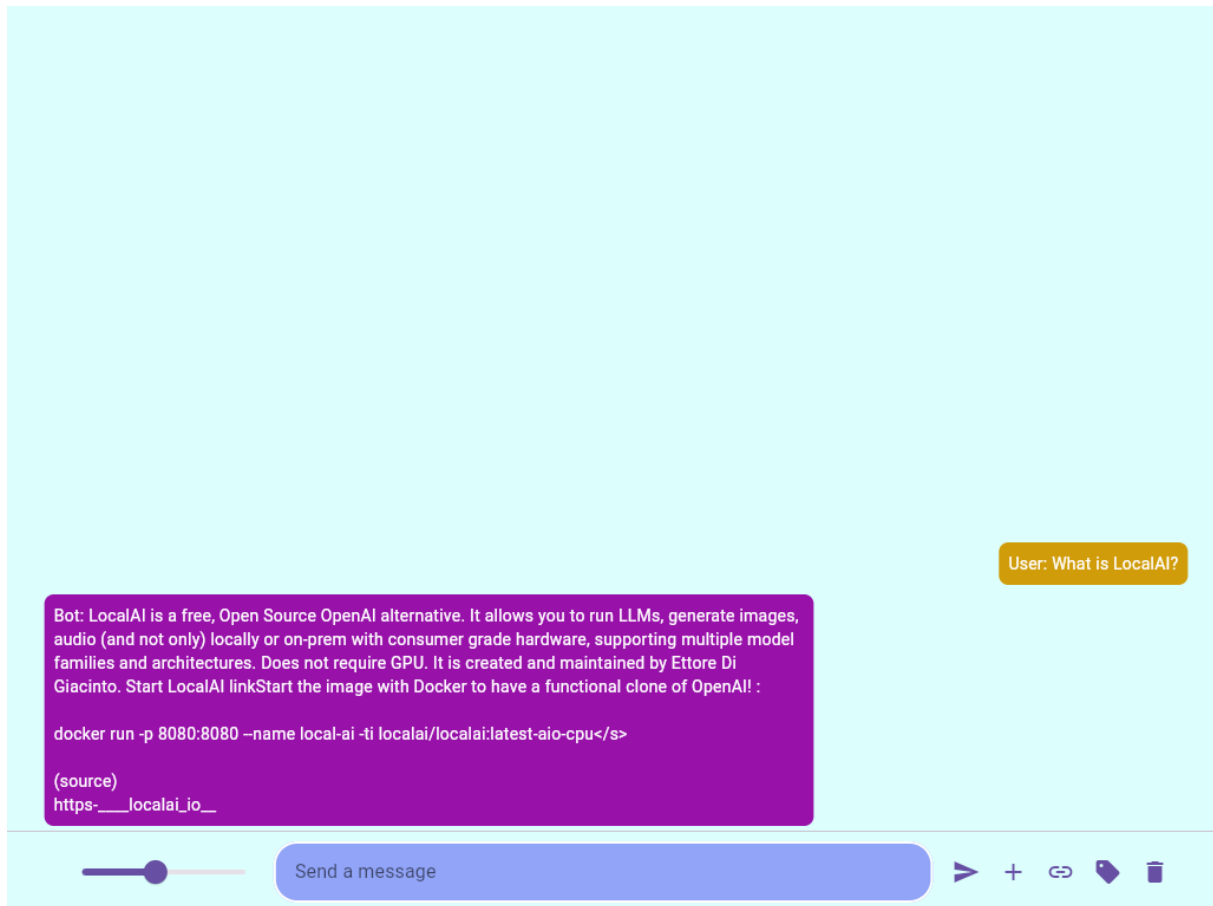 User: What is LocalAI?
Bot: LocalAI is a free, Open Source OpenAI alternative. It allows you to run LLMs, generate images,
audio (and not only) locally or on-prem with consumer grade hardware, supporting multiple model
families and architectures. Does not require GPU. It is created and maintained by Ettore Di
Giacinto. Start LocalAI linkStart the image with Docker to have a functional clone of OpenAI! :
docker run -p 8080:8080 --name local-ai -ti localai/localai:latest-aio-cpu</s>
(source)
https-____localai_io__
Send a message